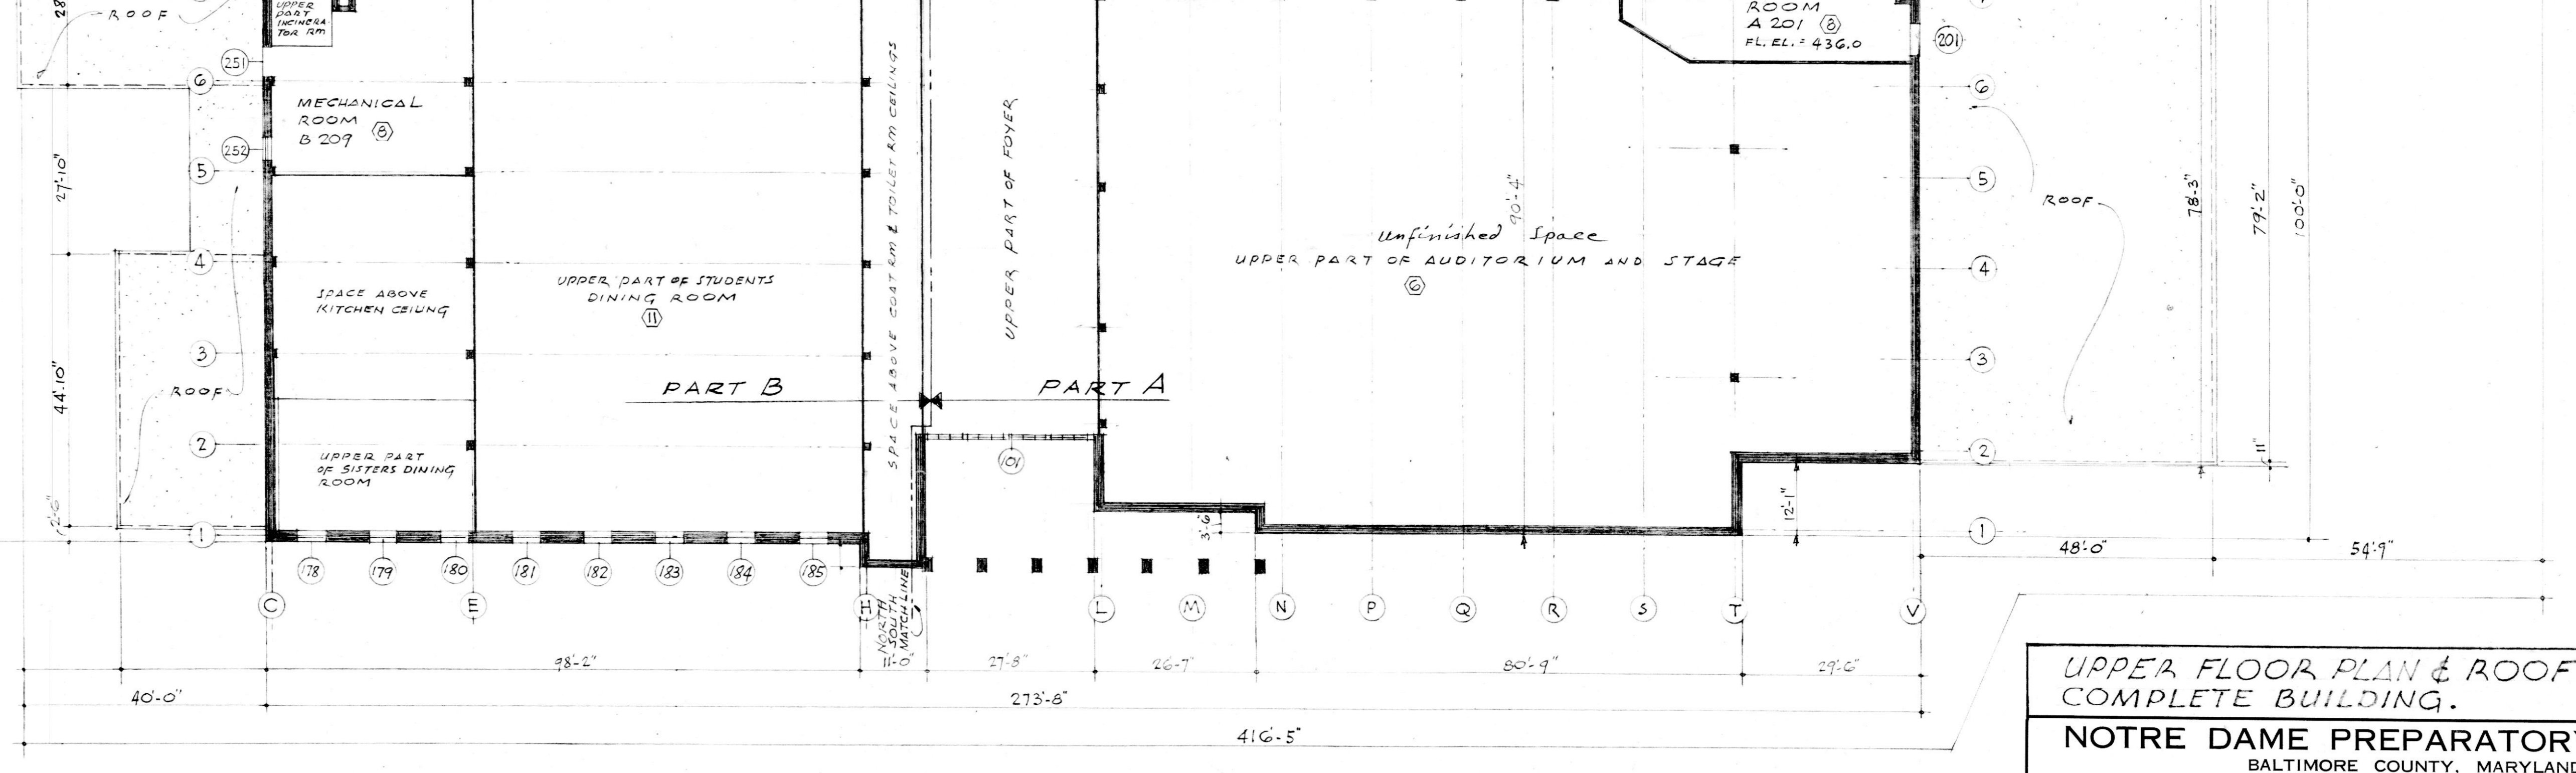 28'
ROOF
UPPER
PART
INCINERA-
TOR RM
251
6
MECHANICAL
ROOM
B 209
8
252
5
27'-10"
4
SPACE ABOVE
KITCHEN CEILING
3
44'-10"
ROOF
2
UPPER PART
OF SISTERS DINING
ROOM
2'-6"
1
UPPER PART OF STUDENTS
DINING ROOM
11
PART B
SPACE ABOVE COAT RM & TOILET RM CEILINGS
UPPER PART OF FOYER
PART A
101
ROOM
A 201
8
FL. EL. = 436.0
201
90'-4"
Unfinished Space
UPPER PART OF AUDITORIUM AND STAGE
6
3'-6"
12'-1"
6
5
4
3
2
1
ROOF
78'-3"
79'-2"
100'-0"
11"
48'-0"
54'-9"
178
179
180
181
182
183
184
185
C
E
H
L
M
N
P
Q
R
S
T
V
NORTH
SOUTH
MATCH LINE
98'-2"
11'-0"
27'-8"
26'-7"
80'-9"
29'-6"
40'-0"
273'-8"
416'-5"
UPPER FLOOR PLAN & ROOF
COMPLETE BUILDING.
NOTRE DAME PREPARATORY
BALTIMORE COUNTY, MARYLAND